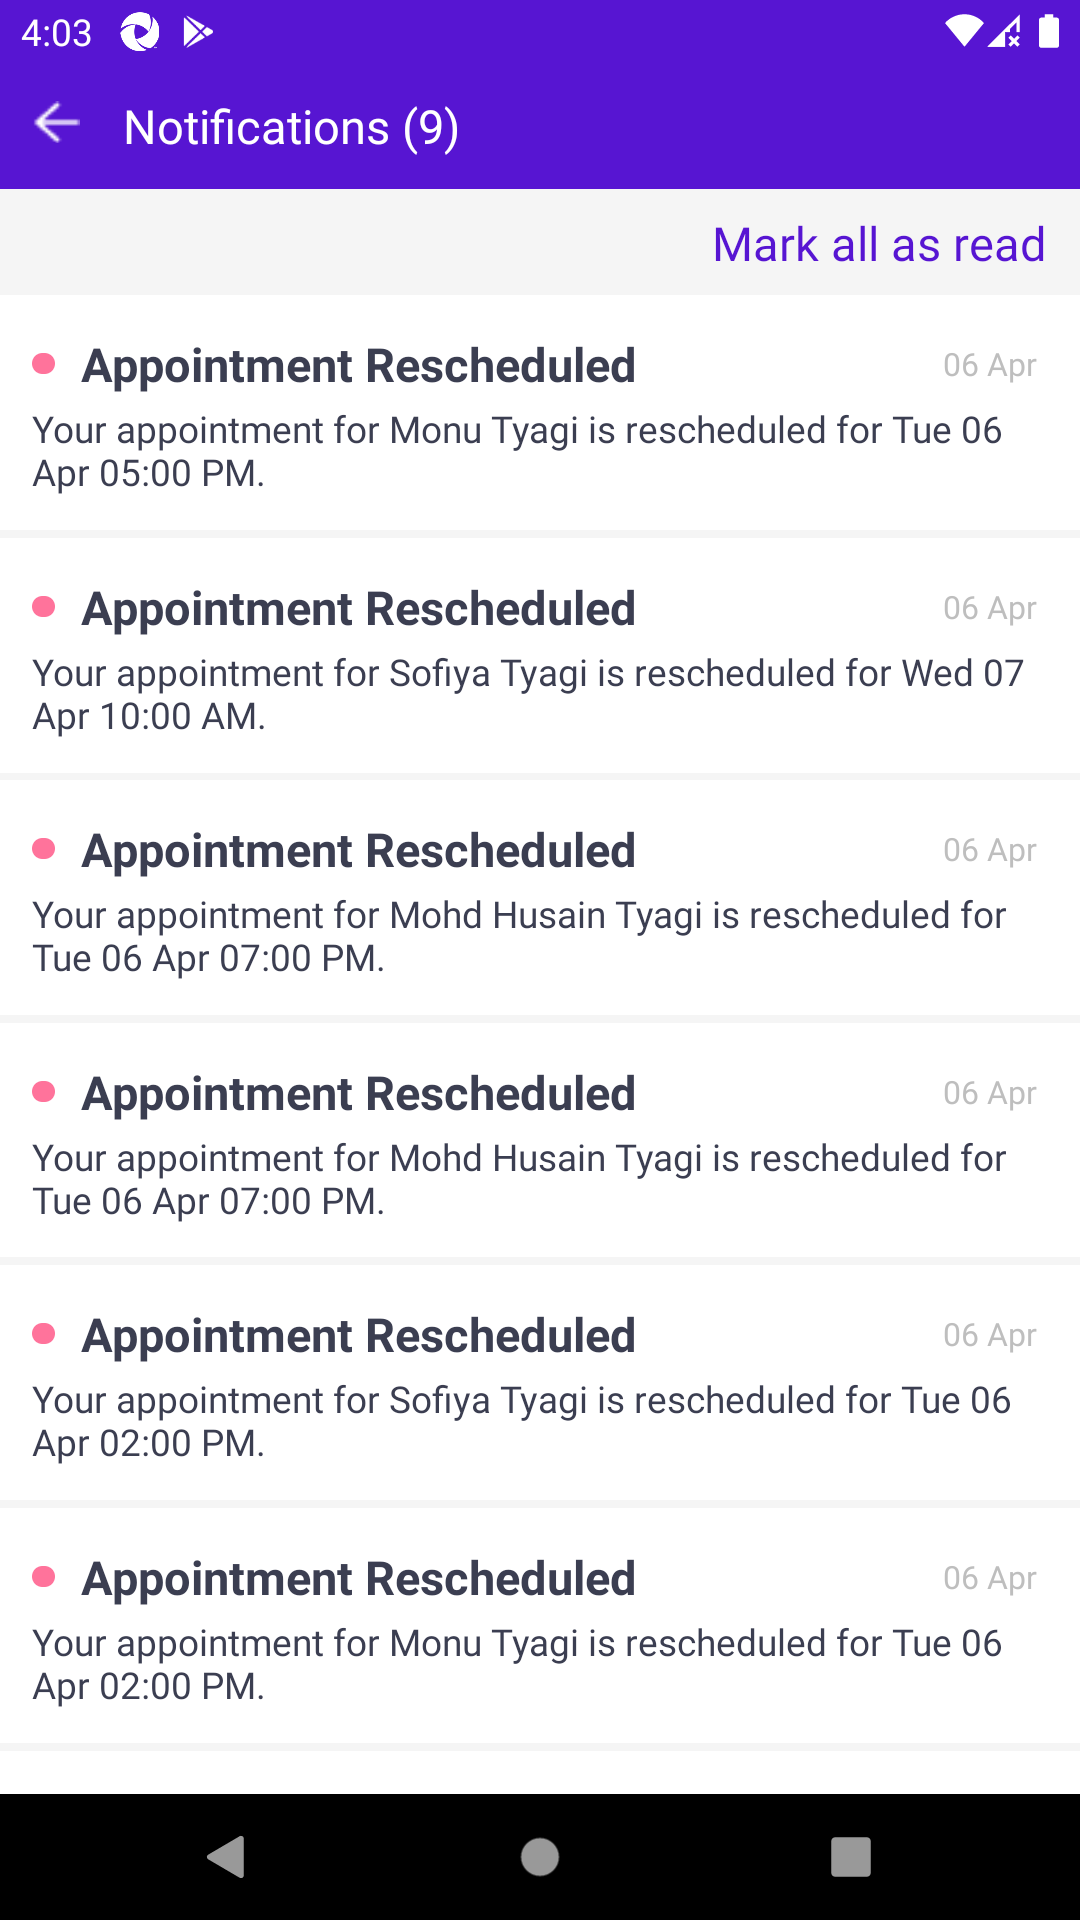 4:03
Notifications (9)
Mark all as read
Appointment Rescheduled 06 Apr
Your appointment for Monu Tyagi is rescheduled for Tue 06
Apr 05:00 PM.
Appointment Rescheduled 06 Apr
Your appointment for Sofiya Tyagi is rescheduled for Wed 07
Apr 10:00 AM.
Appointment Rescheduled 06 Apr
Your appointment for Mohd Husain Tyagi is rescheduled for
Tue 06 Apr 07:00 PM.
Appointment Rescheduled 06 Apr
Your appointment for Mohd Husain Tyagi is rescheduled for
Tue 06 Apr 07:00 PM.
Appointment Rescheduled 06 Apr
Your appointment for Sofiya Tyagi is rescheduled for Tue 06
Apr 02:00 PM.
Appointment Rescheduled 06 Apr
Your appointment for Monu Tyagi is rescheduled for Tue 06
Apr 02:00 PM.